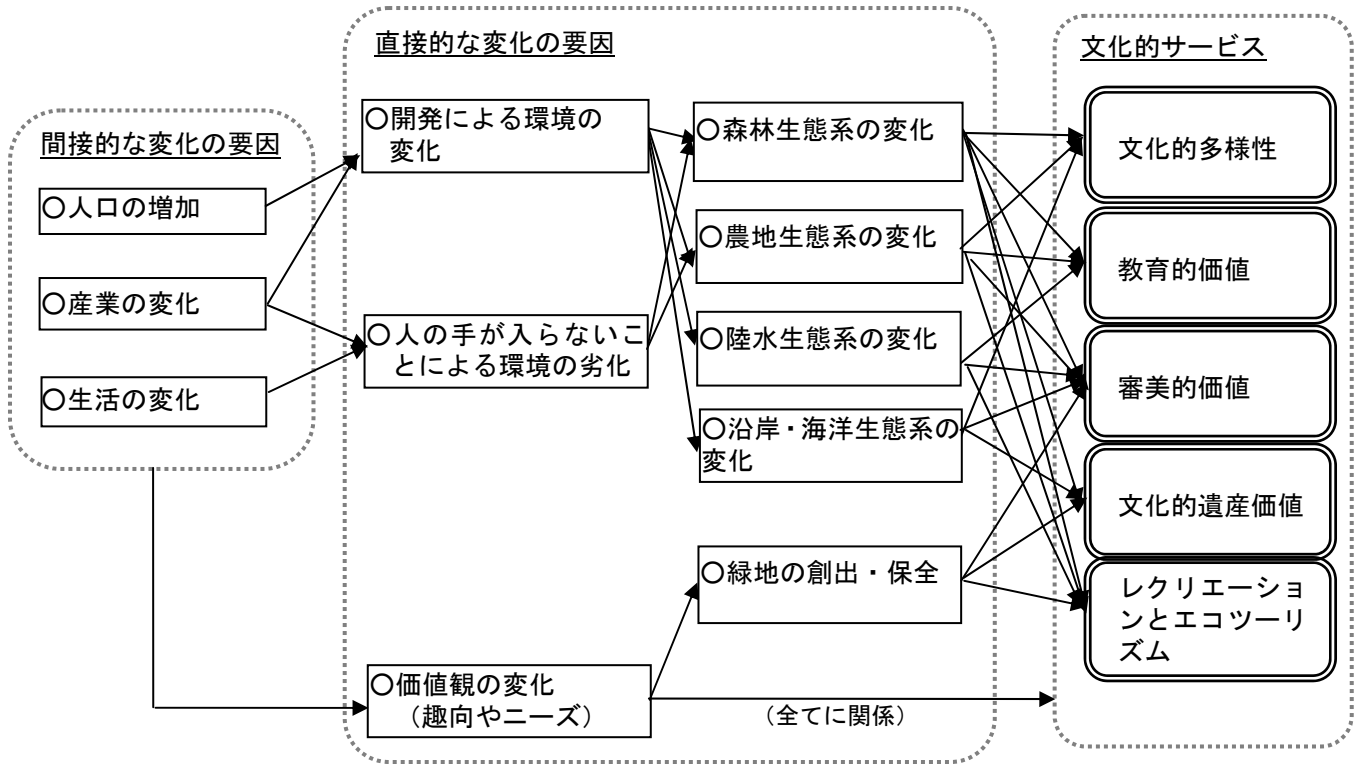 間接的な変化の要因
〇人口の増加
〇産業の変化
〇生活の変化
直接的な変化の要因
〇開発による環境の
変化
〇人の手が入らないこ
とによる環境の劣化
〇価値観の変化
（趣向やニーズ）
〇森林生態系の変化
〇農地生態系の変化
〇陸水生態系の変化
〇沿岸・海洋生態系の
変化
〇緑地の創出・保全
（全てに関係）
文化的サービス
文化的多様性
教育的価値
審美的価値
文化的遺産価値
レクリエーショ
ンとエコツーリ
ズム